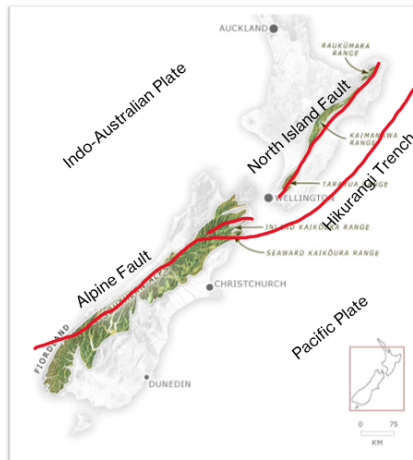 AUCKLAND
RAUKŪMARA
RANGE
Indo-Australian Plate
North Island Fault
KAIMANAWA
RANGE
Hikurangi Trench
TARARUA RANGE
WELLINGTON
INLAND KAIKŌURA RANGE
SEAWARD KAIKŌURA RANGE
Alpine Fault
CHRISTCHURCH
Pacific Plate
FIORDLAND
DUNEDIN
0 75
KM